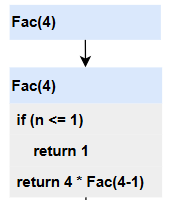 Fac(4)
Fac(4)
if (n <= 1)
return 1
return 4 * Fac(4-1)